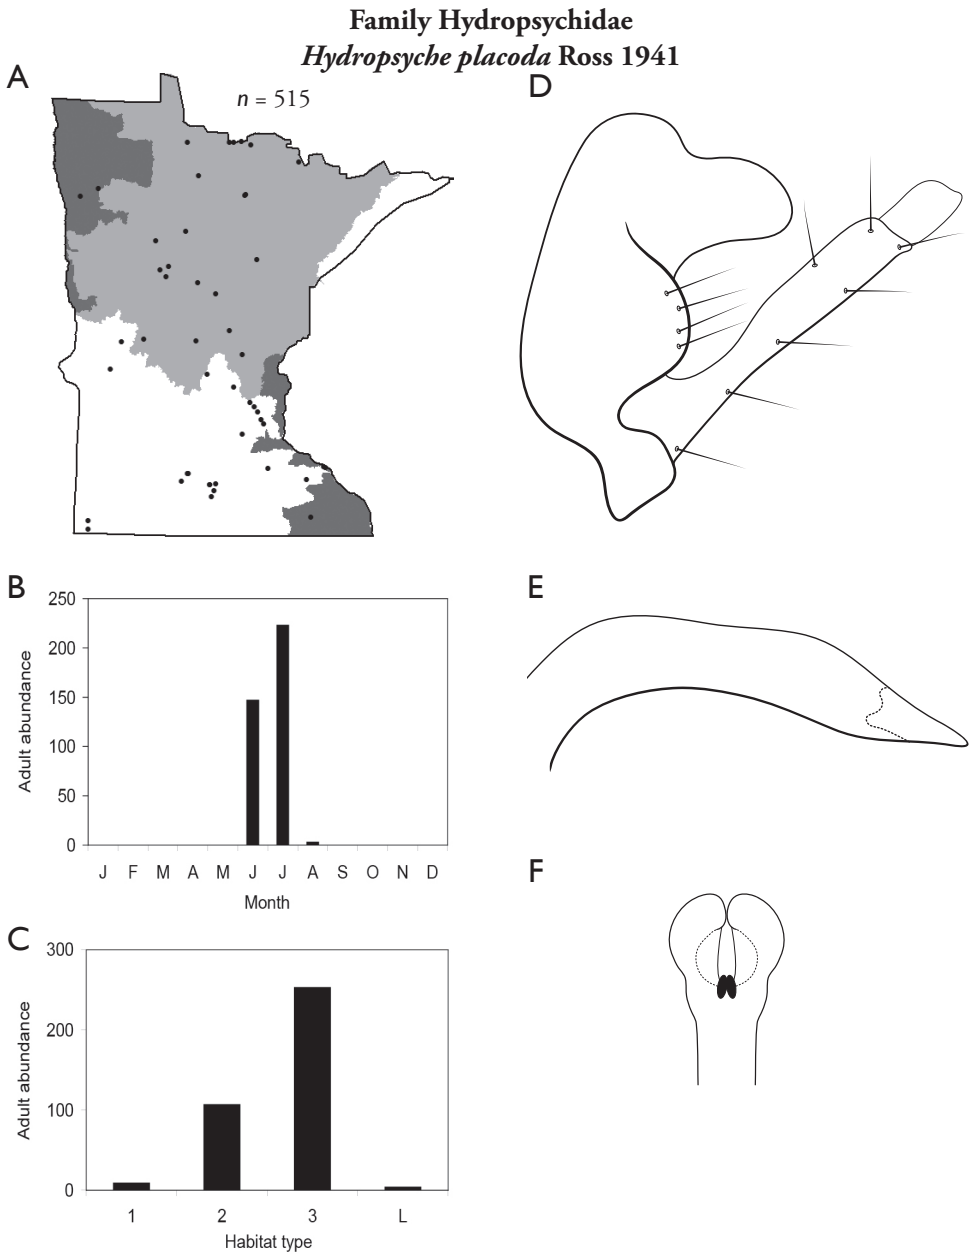 Family Hydropsychidae
Hydropsyche placoda Ross 1941
A
n = 515
D
B
250
200
150
100
50
0
Adult abundance
J F M A M J J A S O N D
Month
E
C
300
200
100
0
Adult abundance
1 2 3 L
Habitat type
F